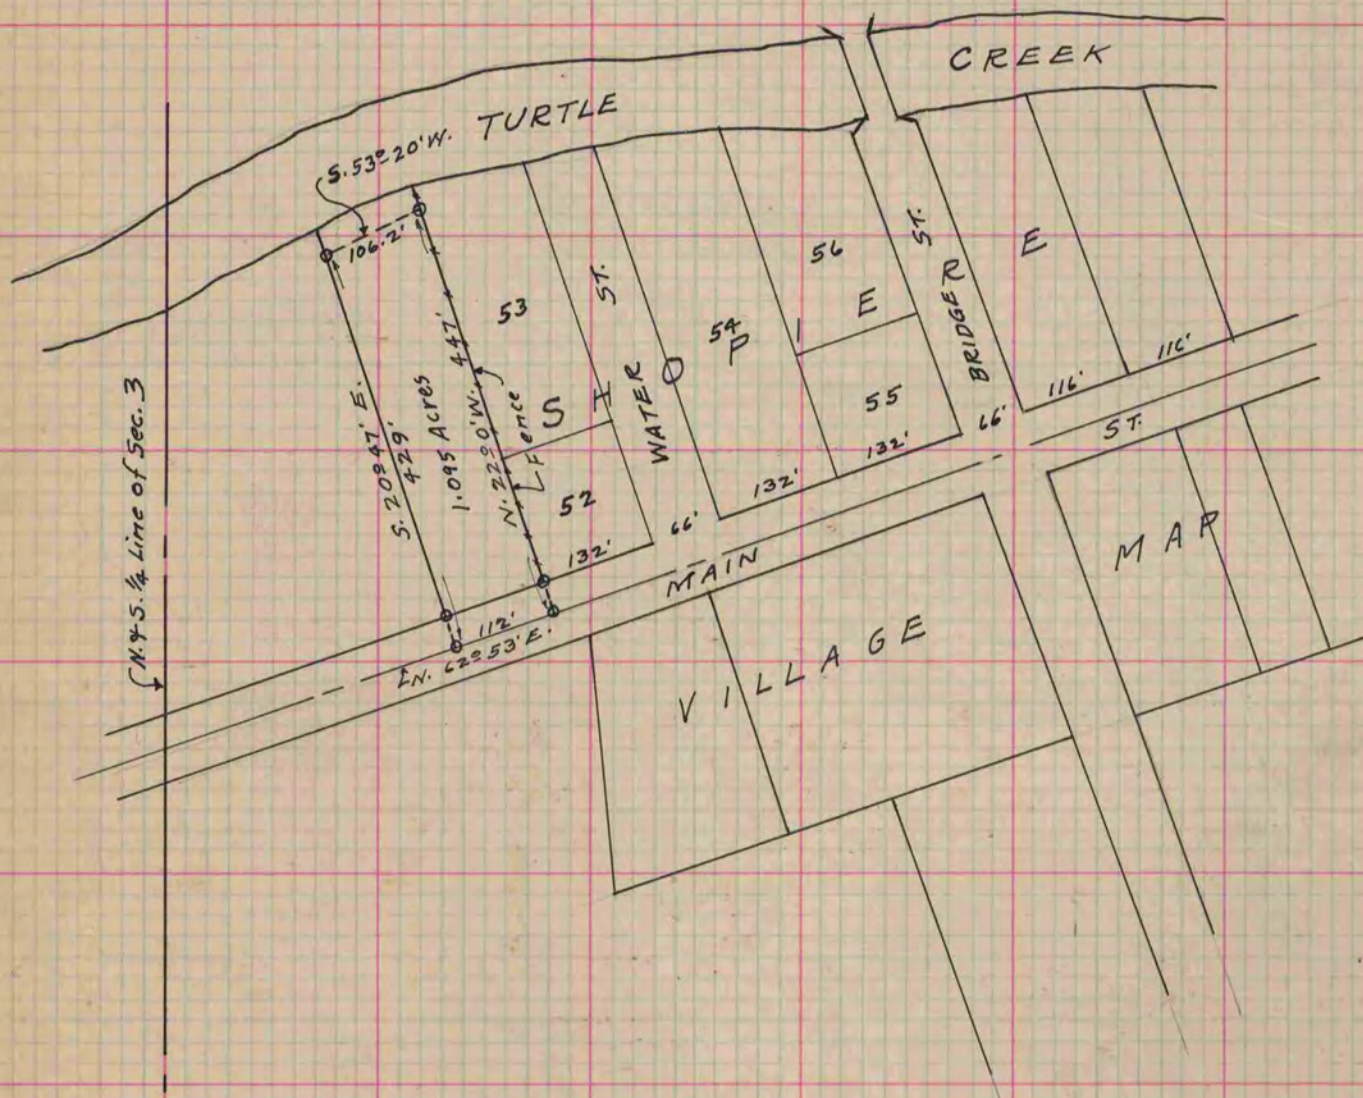 CREEK
TURTLE
S. 53° 20' W.
106.2'
N. & S. ¼ Line of Sec. 3
S. 20° 47' E.
429'
1.095 Acres
N. 22° 0' W. 447'
Fence
53
52
S I O P I E E
ST.
WATER
54
56
55
ST.
BRIDGE R
132'
66'
132'
132'
66'
116'
116'
112'
N. 62° 53' E.
MAIN
ST.
VILLAGE
MAP